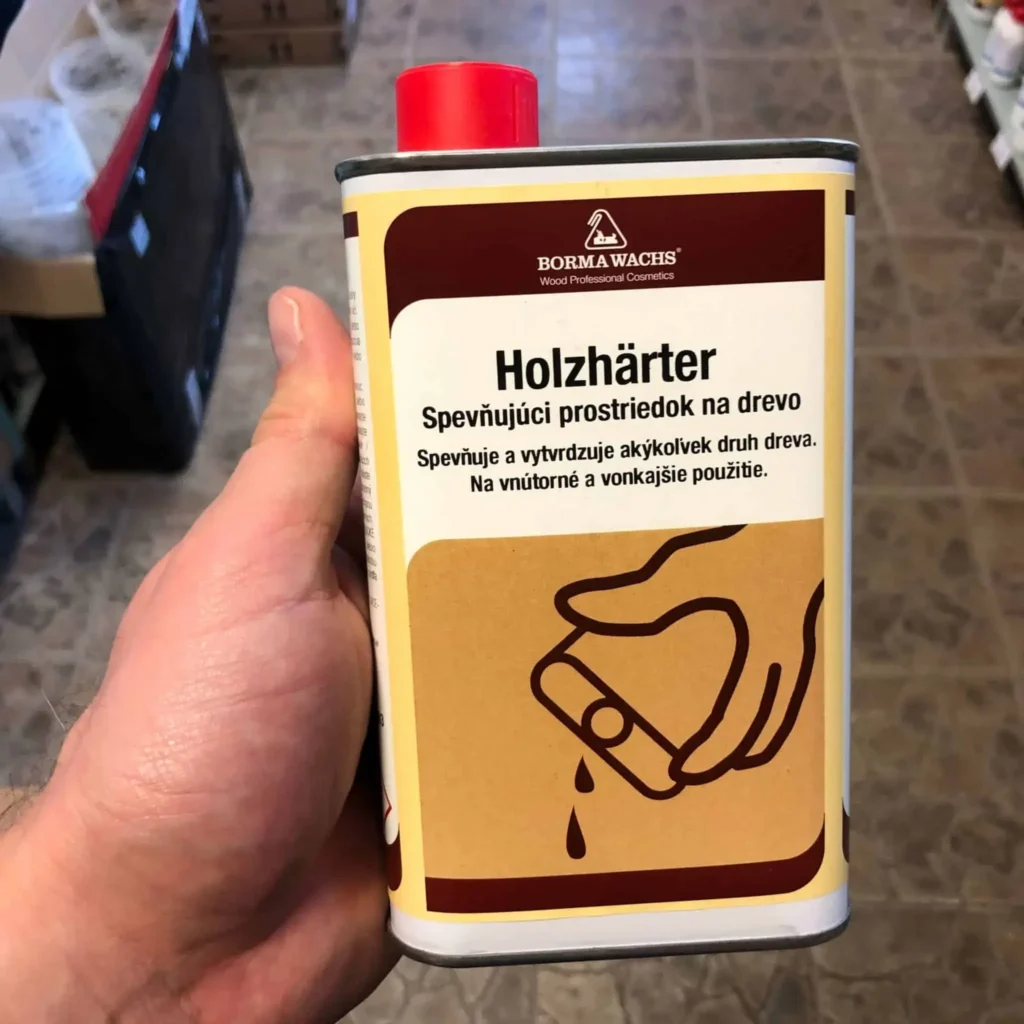 BORMA WACHS®
Wood Professional Cosmetics
Holzhärter
Spevňujúci prostriedok na drevo
Spevňuje a vytvrdzuje akýkoľvek druh dreva.
Na vnútorné a vonkajšie použitie.